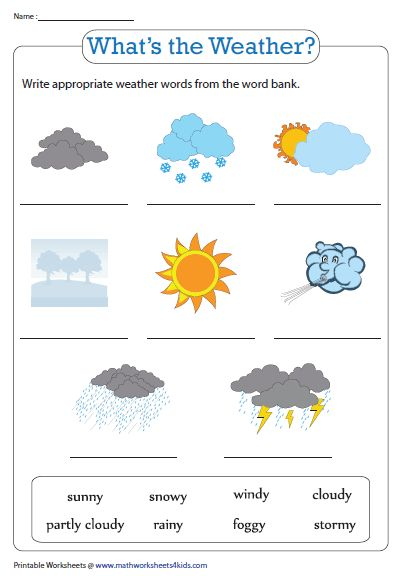 Name :
What's the Weather?
Write appropriate weather words from the word bank.
sunny snowy windy cloudy
partly cloudy rainy foggy stormy
Printable Worksheets @ www.mathworksheets4kids.com